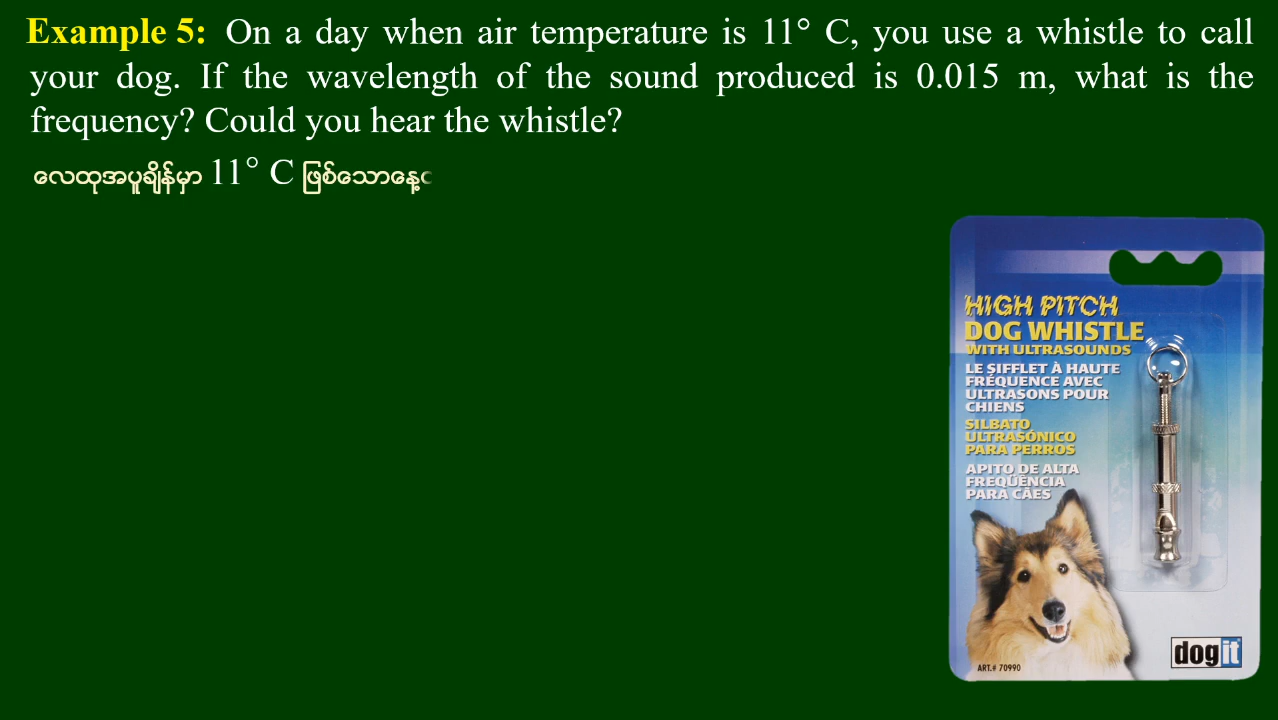 Example 5: On a day when air temperature is 11° C, you use a whistle to call
your dog. If the wavelength of the sound produced is 0.015 m, what is the
frequency? Could you hear the whistle?
လေထုအပူချိန်မှာ 11° C ဖြစ်သောနေ့
HIGH PITCH
DOG WHISTLE
WITH ULTRASOUNDS
LE SIFFLET À HAUTE
FRÉQUENCE AVEC
ULTRASONS POUR
CHIENS
SILBATO
ULTRASÓNICO
PARA PERROS
APITO DE ALTA
FREQÜÊNCIA
PARA CÃES
dogit
ART.# 70990